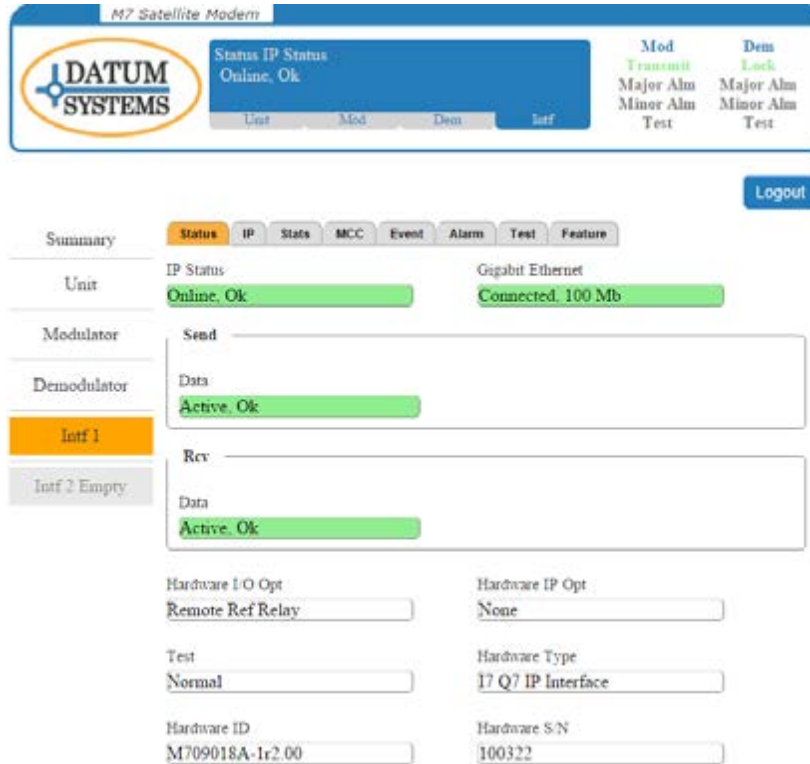 M7 Satellite Modem
DATUM
SYSTEMS
Status IP Status
Online, Ok
Unit Mod Dem Intf
Mod Dem
Transmit Lock
Major Alm Major Alm
Minor Alm Minor Alm
Test Test
Logout
Summary
Unit
Modulator
Demodulator
Intf 1
Intf 2 Empty
Status IP Stats MCC Event Alarm Test Feature
IP Status Gigabit Ethernet
Online, Ok Connected, 100 Mb
Send
Data
Active, Ok
Rcv
Data
Active, Ok
Hardware I/O Opt Hardware IP Opt
Remote Ref Relay None
Test Hardware Type
Normal I7 Q7 IP Interface
Hardware ID Hardware S/N
M709018A-1r2.00 100322